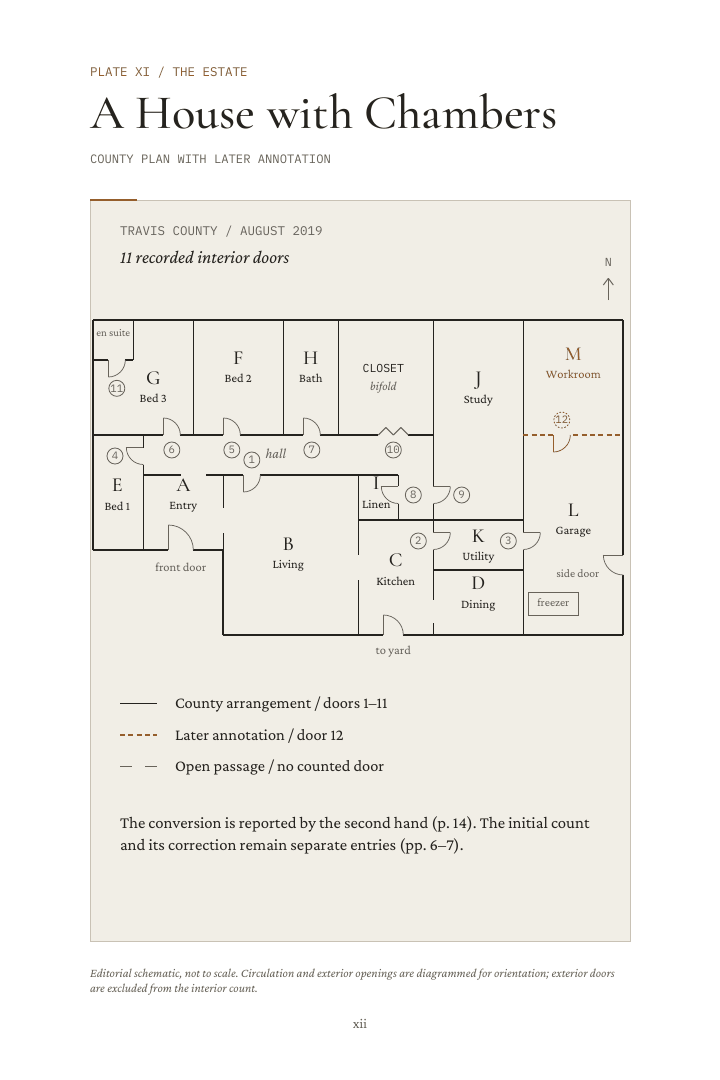 PLATE XI / THE ESTATE
A House with Chambers
COUNTY PLAN WITH LATER ANNOTATION
TRAVIS COUNTY / AUGUST 2019
11 recorded interior doors
N
en suite
11
G
Bed 3
F
Bed 2
H
Bath
CLOSET
bifold
J
Study
M
Workroom
12
4
6
5
1
hall
7
10
E
Bed 1
A
Entry
I
Linen
8
9
B
Living
2
C
Kitchen
K
Utility
3
L
Garage
D
Dining
front door
side door
freezer
to yard
County arrangement / doors 1–11
Later annotation / door 12
Open passage / no counted door
The conversion is reported by the second hand (p. 14). The initial count
and its correction remain separate entries (pp. 6–7).
Editorial schematic, not to scale. Circulation and exterior openings are diagrammed for orientation; exterior doors
are excluded from the interior count.
xii